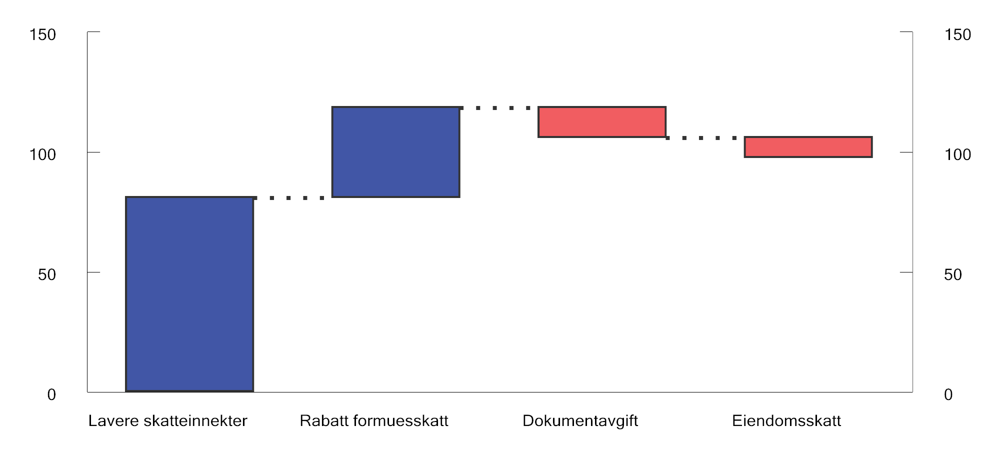 150 150
100 100
50 50
0 0
Lavere skatteinnekter Rabatt formuesskatt Dokumentavgift Eiendomsskatt